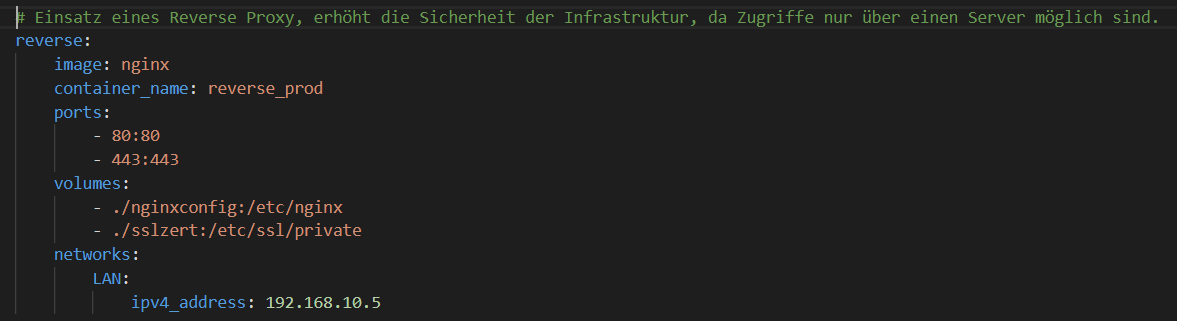 # Einsatz eines Reverse Proxy, erhöht die Sicherheit der Infrastruktur, da Zugriffe nur über einen Server möglich sind.
reverse:
    image: nginx
    container_name: reverse_prod
    ports:
        - 80:80
        - 443:443
    volumes:
        - ./nginxconfig:/etc/nginx
        - ./sslzert:/etc/ssl/private
    networks:
        LAN:
            ipv4_address: 192.168.10.5